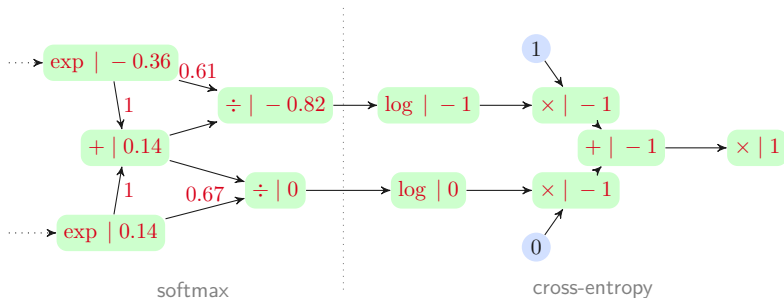 1
exp | − 0.36
0.61
÷ | − 0.82
log | − 1
× | − 1
1
+ | 0.14
+ | − 1
× | 1
1
0.67
÷ | 0
log | 0
× | − 1
exp | 0.14
0
softmax
cross-entropy